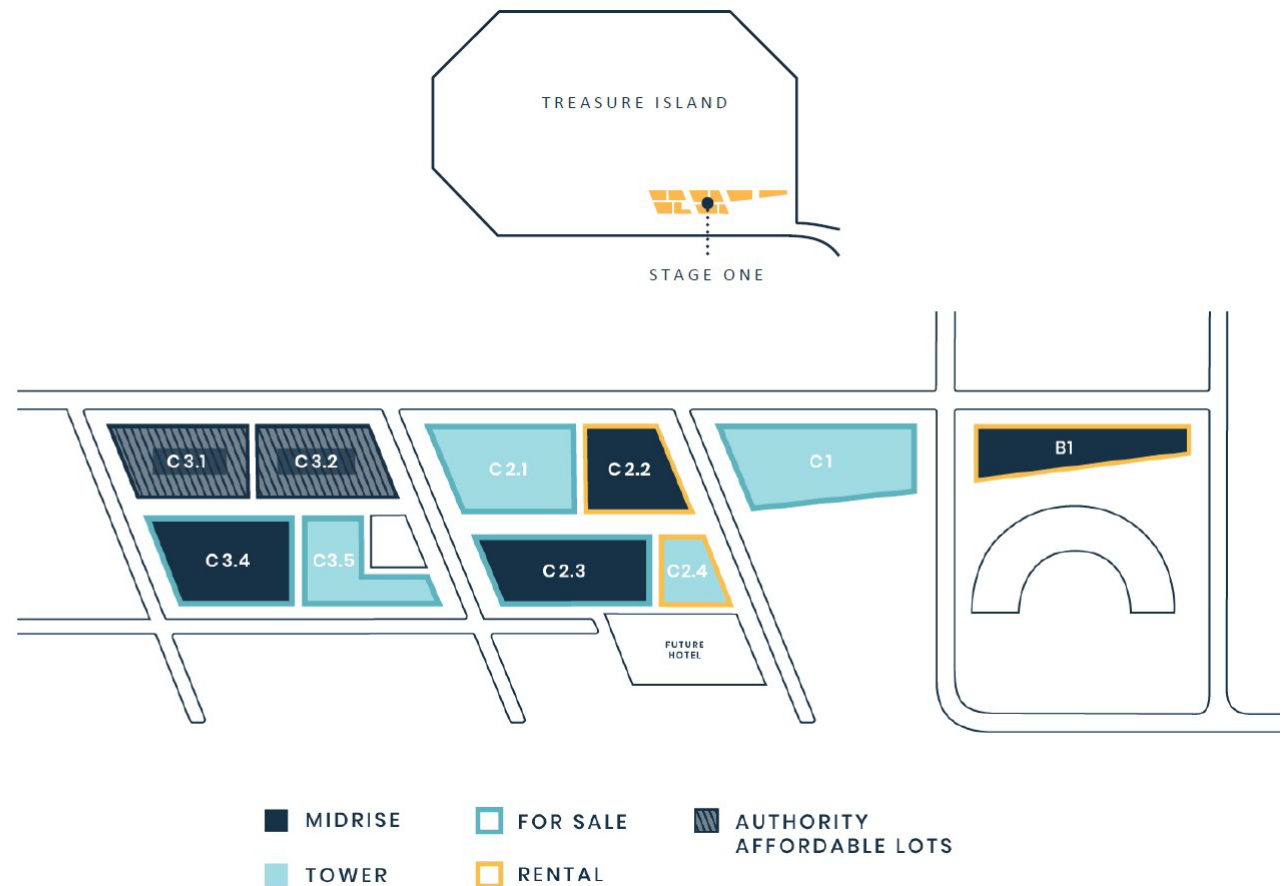 TREASURE ISLAND
STAGE ONE
C3.1
C3.2
C2.1
C2.2
C1
B1
C3.4
C3.5
C2.3
C2.4
FUTURE
HOTEL
MIDRISE
FOR SALE
AUTHORITY
AFFORDABLE LOTS
TOWER
RENTAL